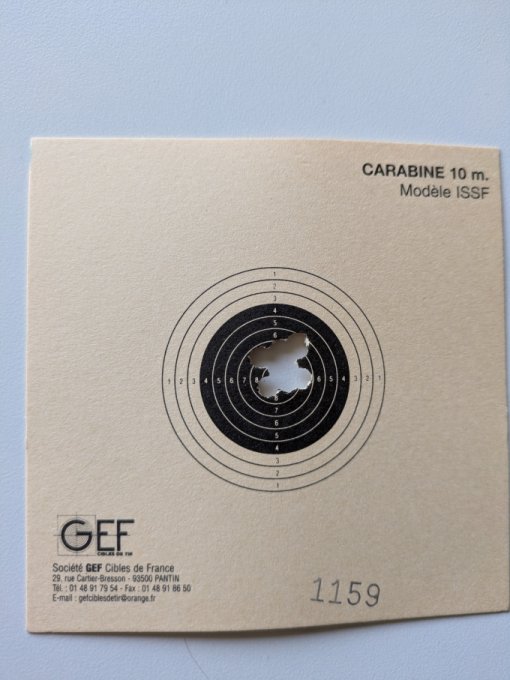 CARABINE 10 m.
Modèle ISSF
1
2
3
4
5
6
1 2 3 4 5 6 7 8 6 5 4 3 2 1
8
7
6
5
4
3
2
1
GEF
CIBLES DE TIR
Société GEF Cibles de France
29, rue Cartier-Bresson - 93500 PANTIN
Tél. : 01 48 91 79 54 - Fax : 01 48 91 86 50
E-mail : gefciblesdetir@orange.fr
1159